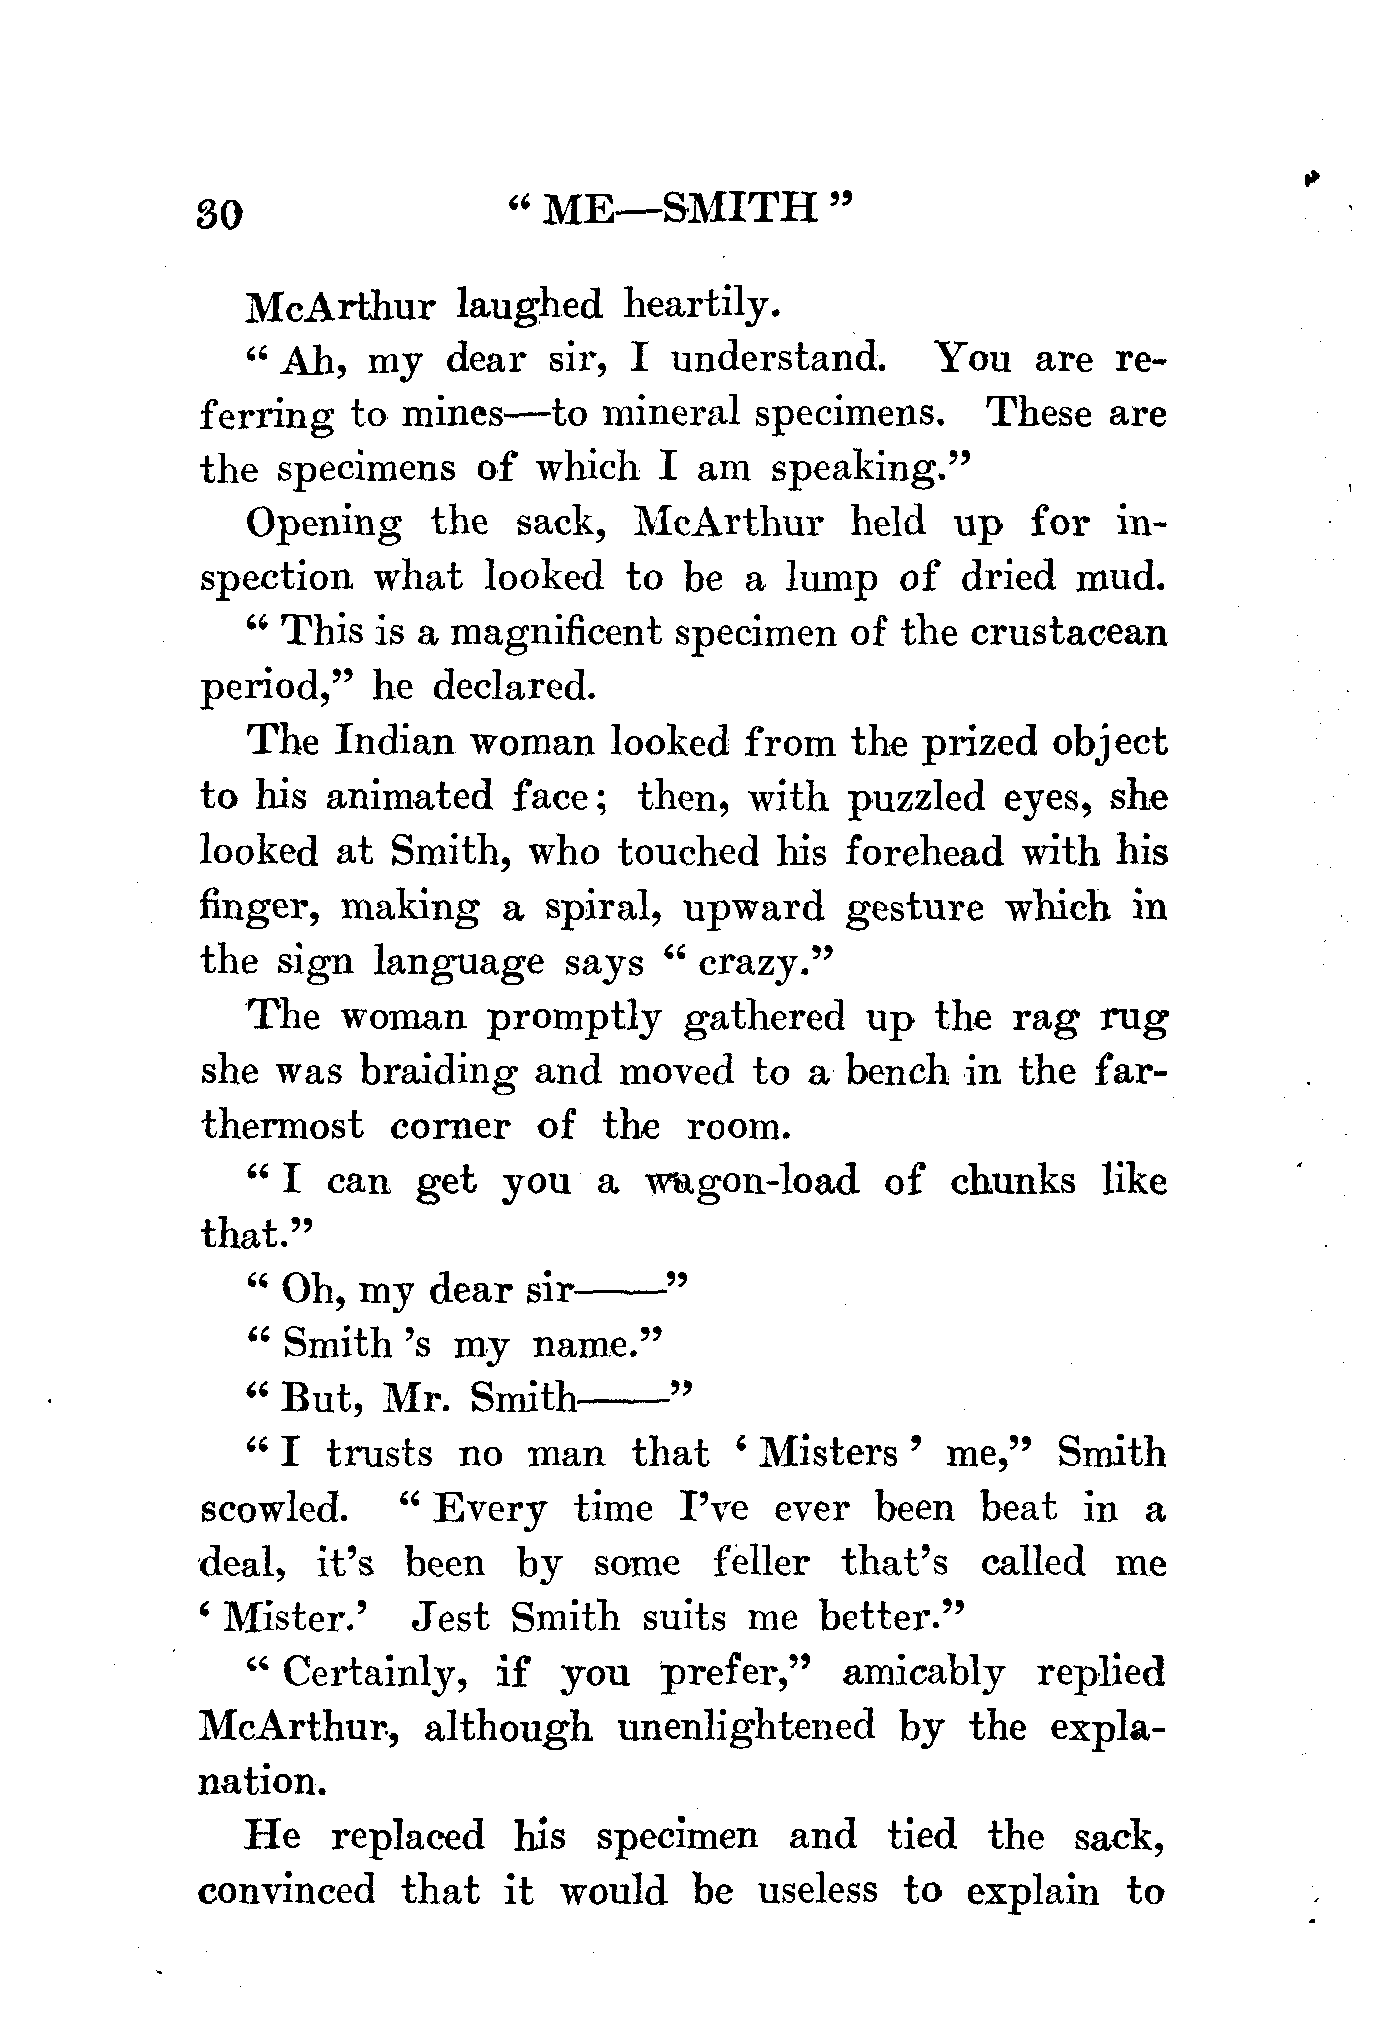 30 “ ME—SMITH ”
McArthur laughed heartily.
“ Ah, my dear sir, I understand. You are re-
ferring to mines—to mineral specimens. These are
the specimens of which I am speaking.”
Opening the sack, McArthur held up for in-
spection what looked to be a lump of dried mud.
“ This is a magnificent specimen of the crustacean
period,” he declared.
The Indian woman looked from the prized object
to his animated face; then, with puzzled eyes, she
looked at Smith, who touched his forehead with his
finger, making a spiral, upward gesture which in
the sign language says “ crazy.”
The woman promptly gathered up the rag rug
she was braiding and moved to a bench in the far-
thermost corner of the room.
“ I can get you a wagon-load of chunks like
that.”
“ Oh, my dear sir——”
“ Smith ’s my name.”
“ But, Mr. Smith——”
“ I trusts no man that ‘ Misters ’ me,” Smith
scowled. “ Every time I’ve ever been beat in a
deal, it’s been by some feller that’s called me
‘ Mister.’ Jest Smith suits me better.”
“ Certainly, if you prefer,” amicably replied
McArthur, although unenlightened by the expla-
nation.
He replaced his specimen and tied the sack,
convinced that it would be useless to explain to